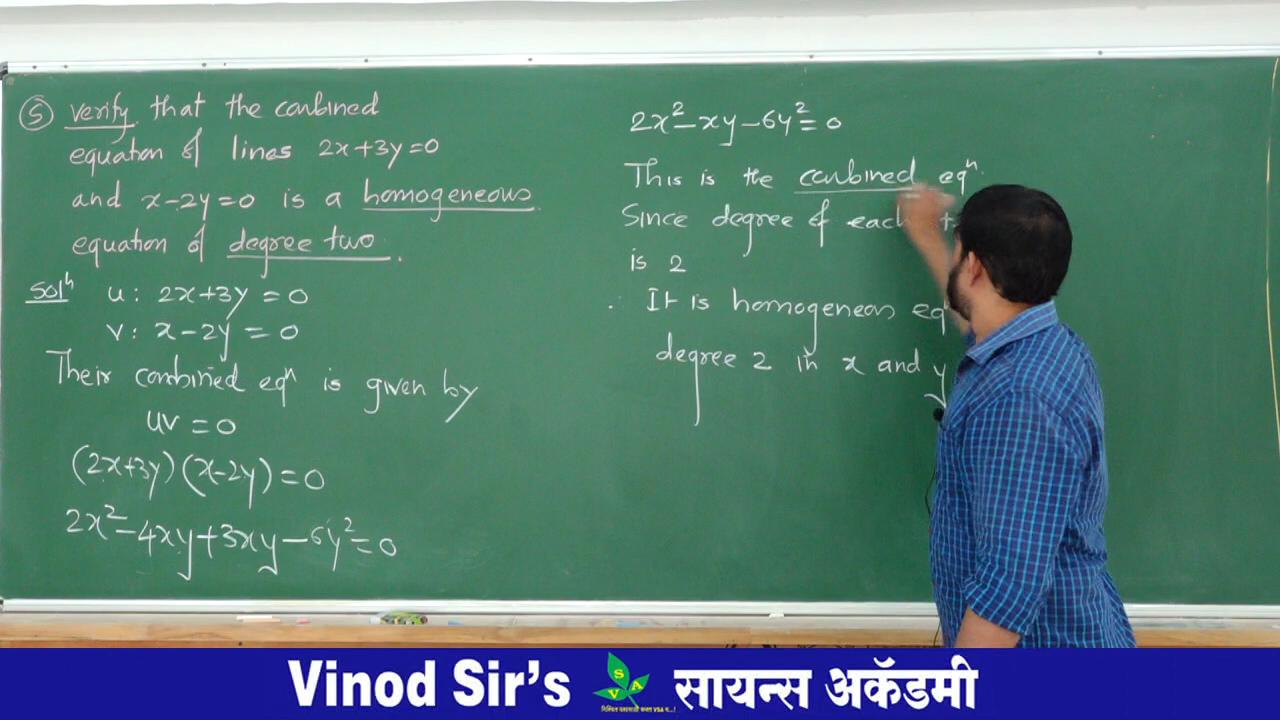 ⑤ verify that the combined
equation of lines 2x+3y=0
and x-2y=0 is a homogeneous
equation of degree two.
solⁿ u: 2x+3y=0
v: x-2y=0
Their combined eqⁿ is given by
uv=0
(2x+3y)(x-2y)=0
2x²-4xy+3xy-6y²=0
2x²-xy-6y²=0
This is the combined eqⁿ.
Since degree of each
is 2
∴ It is homogeneous eq
degree 2 in x and y
Vinod Sir's SVA सायन्स अकॅडमी